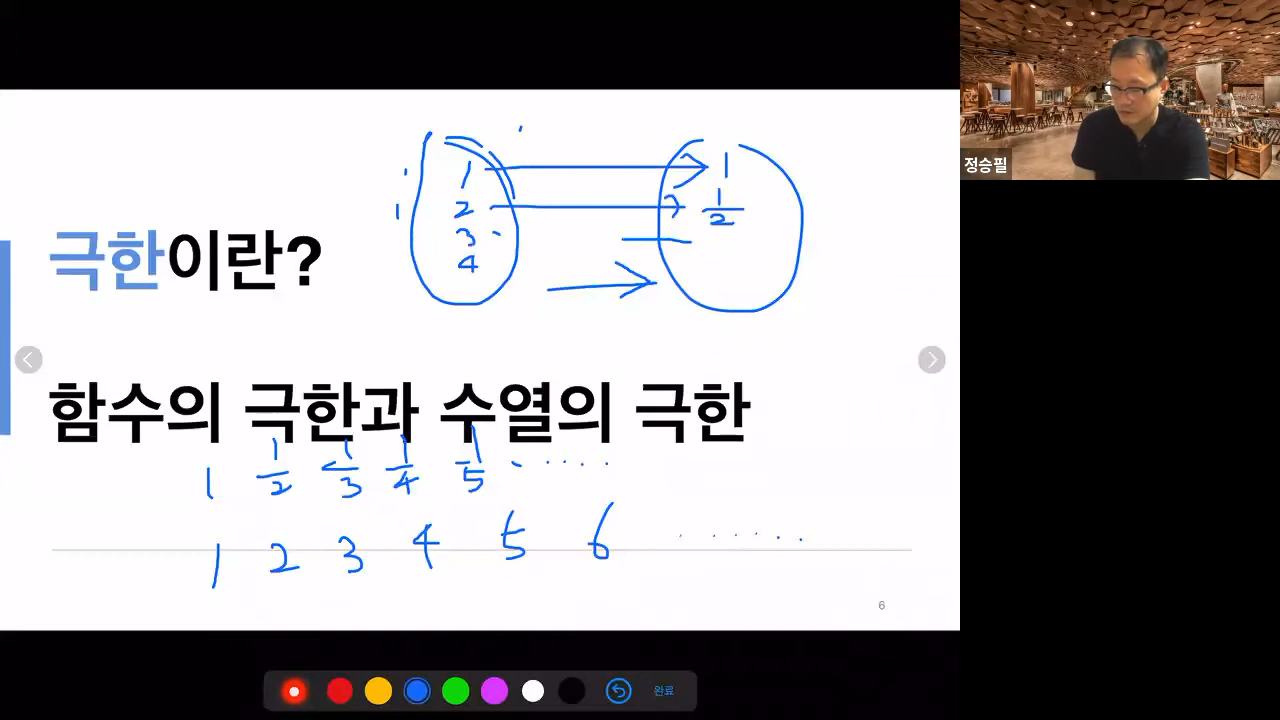 정승필
1 → 1
2 → 1/2
3
4
극한이란?
함수의 극한과 수열의 극한
1 1/2 1/3 1/4 1/5 ·····
1 2 3 4 5 6 ······
6
완료